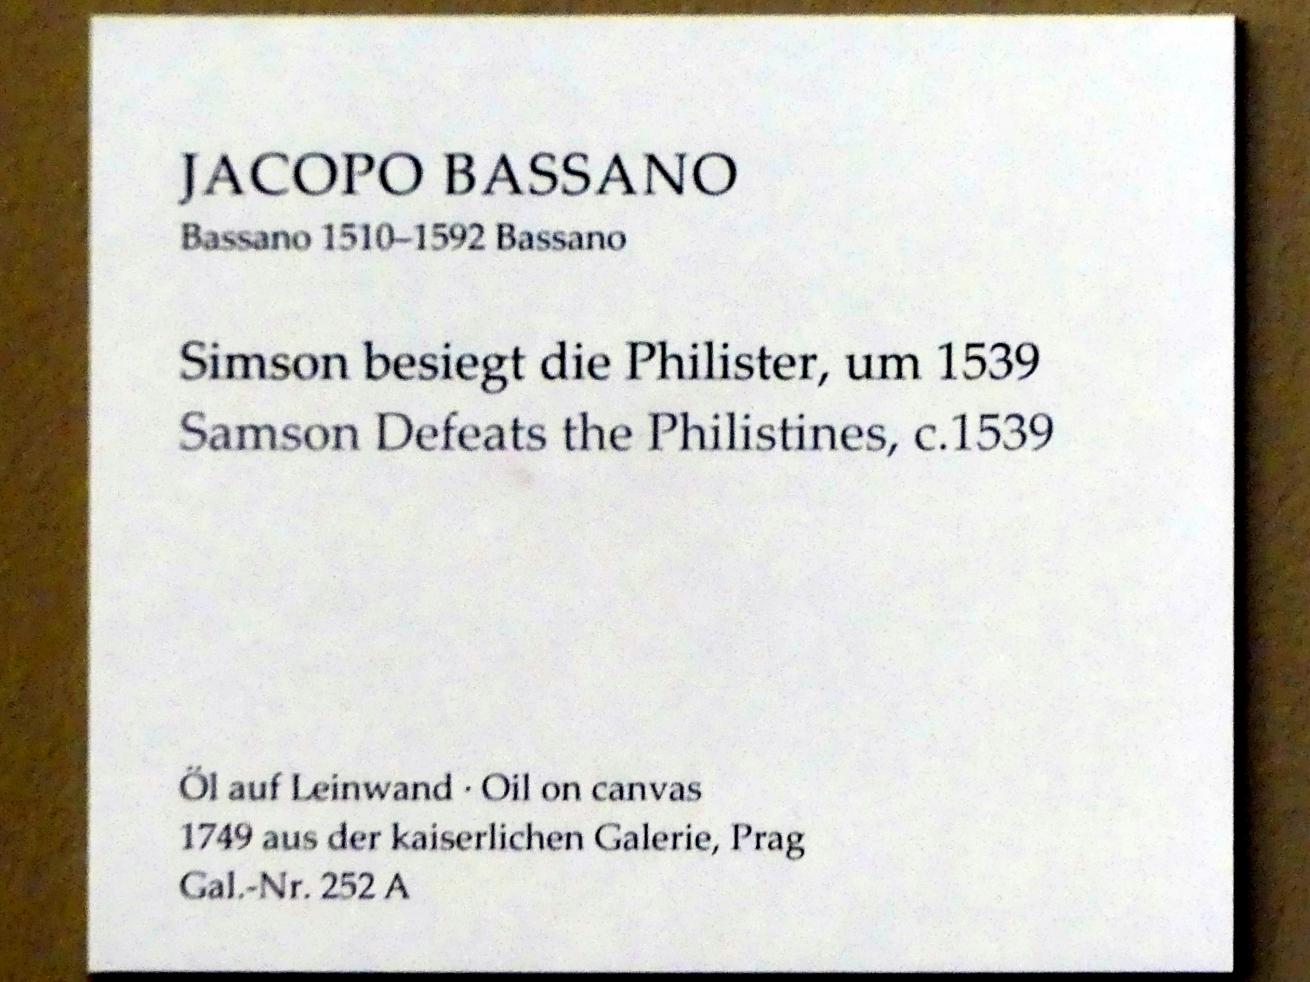 JACOPO BASSANO
Bassano 1510–1592 Bassano
Simson besiegt die Philister, um 1539
Samson Defeats the Philistines, c.1539
Öl auf Leinwand · Oil on canvas
1749 aus der kaiserlichen Galerie, Prag
Gal.-Nr. 252 A